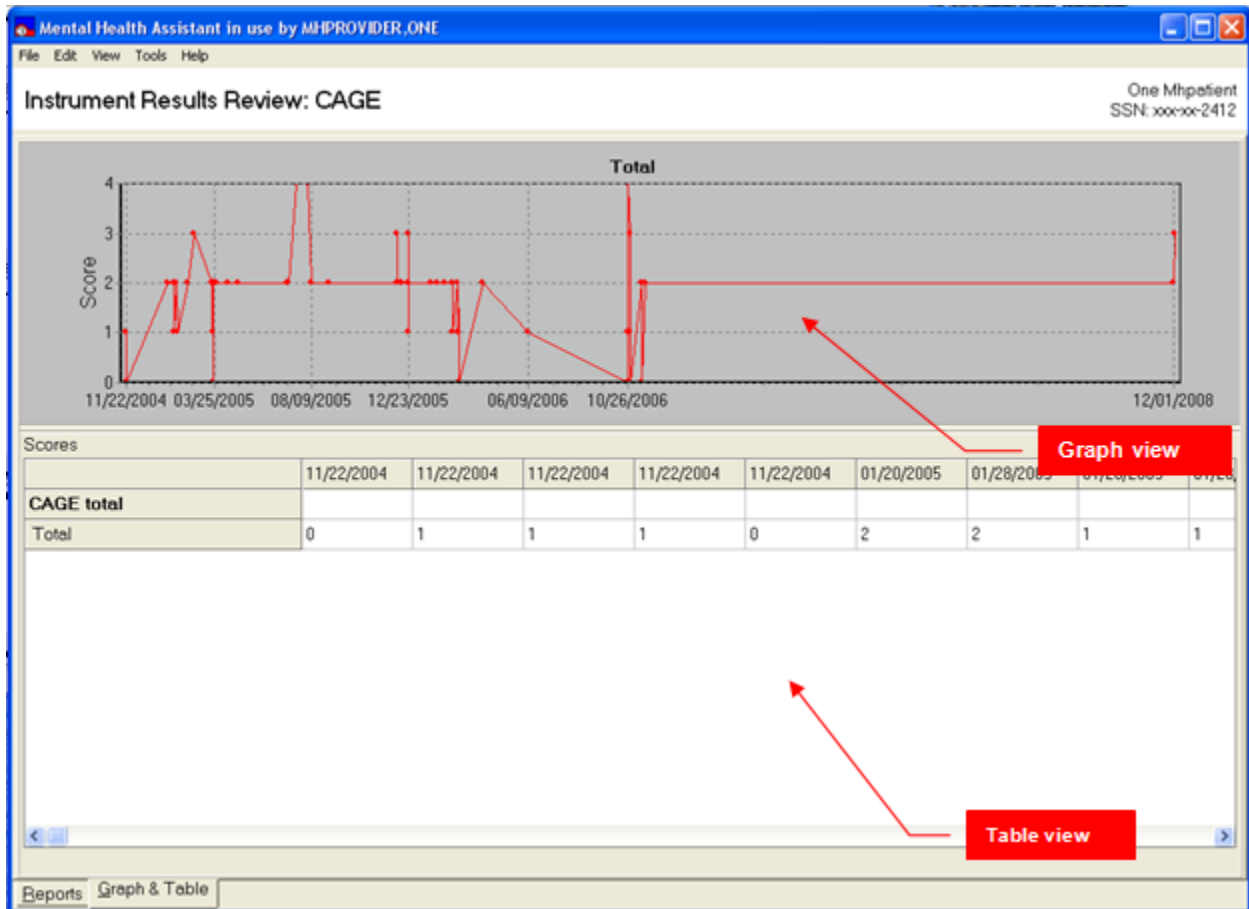 Mental Health Assistant in use by MHPROVIDER,ONE
File Edit View Tools Help
Instrument Results Review: CAGE
One Mhpatient
SSN: xxx-xx-2412
Total
Score
4
3
2
1
0
11/22/2004 03/25/2005 08/09/2005 12/23/2005 06/09/2006 10/26/2006 12/01/2008
Graph view
Scores
11/22/2004 11/22/2004 11/22/2004 11/22/2004 11/22/2004 01/20/2005
CAGE total
Total 0 1 1 1 0 2 2 1 1
Table view
Reports Graph & Table